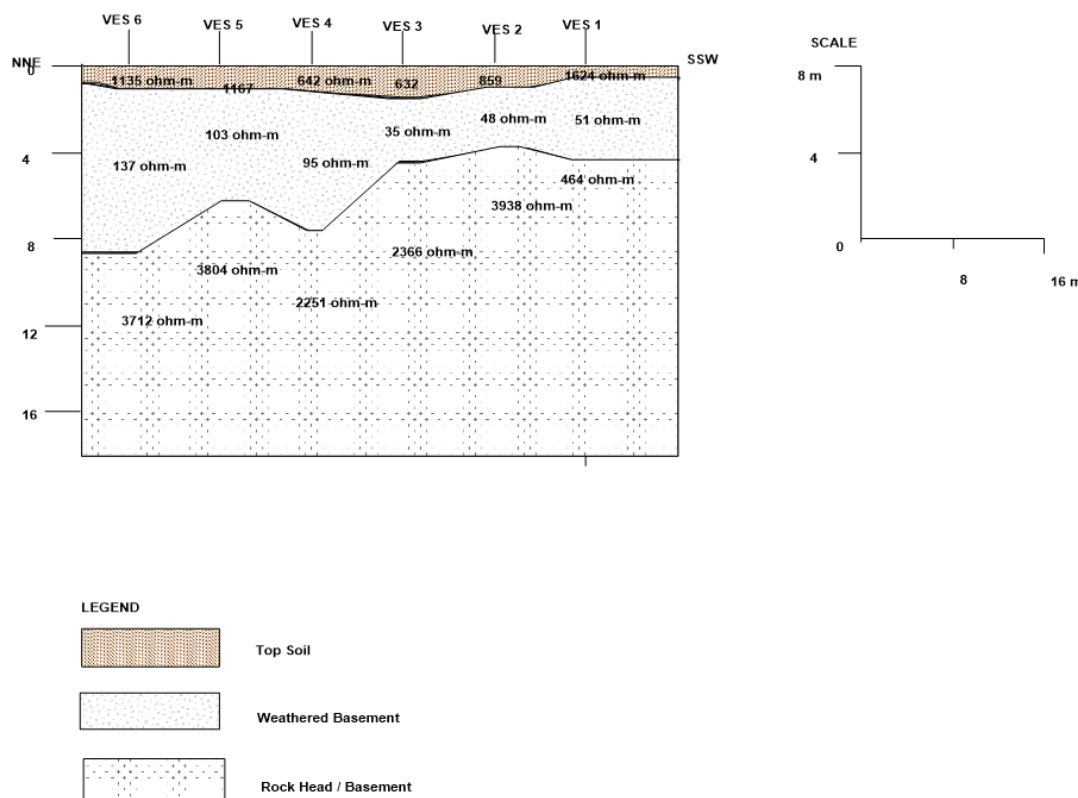 VES 6 VES 5 VES 4 VES 3 VES 2 VES 1
NNE SSW SCALE
0 1135 ohm-m 1167 642 ohm-m 632 859 1624 ohm-m 8 m
103 ohm-m 35 ohm-m 48 ohm-m 51 ohm-m
4 137 ohm-m 95 ohm-m 464 ohm-m 4
3938 ohm-m
8 3804 ohm-m 2366 ohm-m 0
2251 ohm-m 8 16 m
12 3712 ohm-m
16
LEGEND
Top Soil
Weathered Basement
Rock Head / Basement